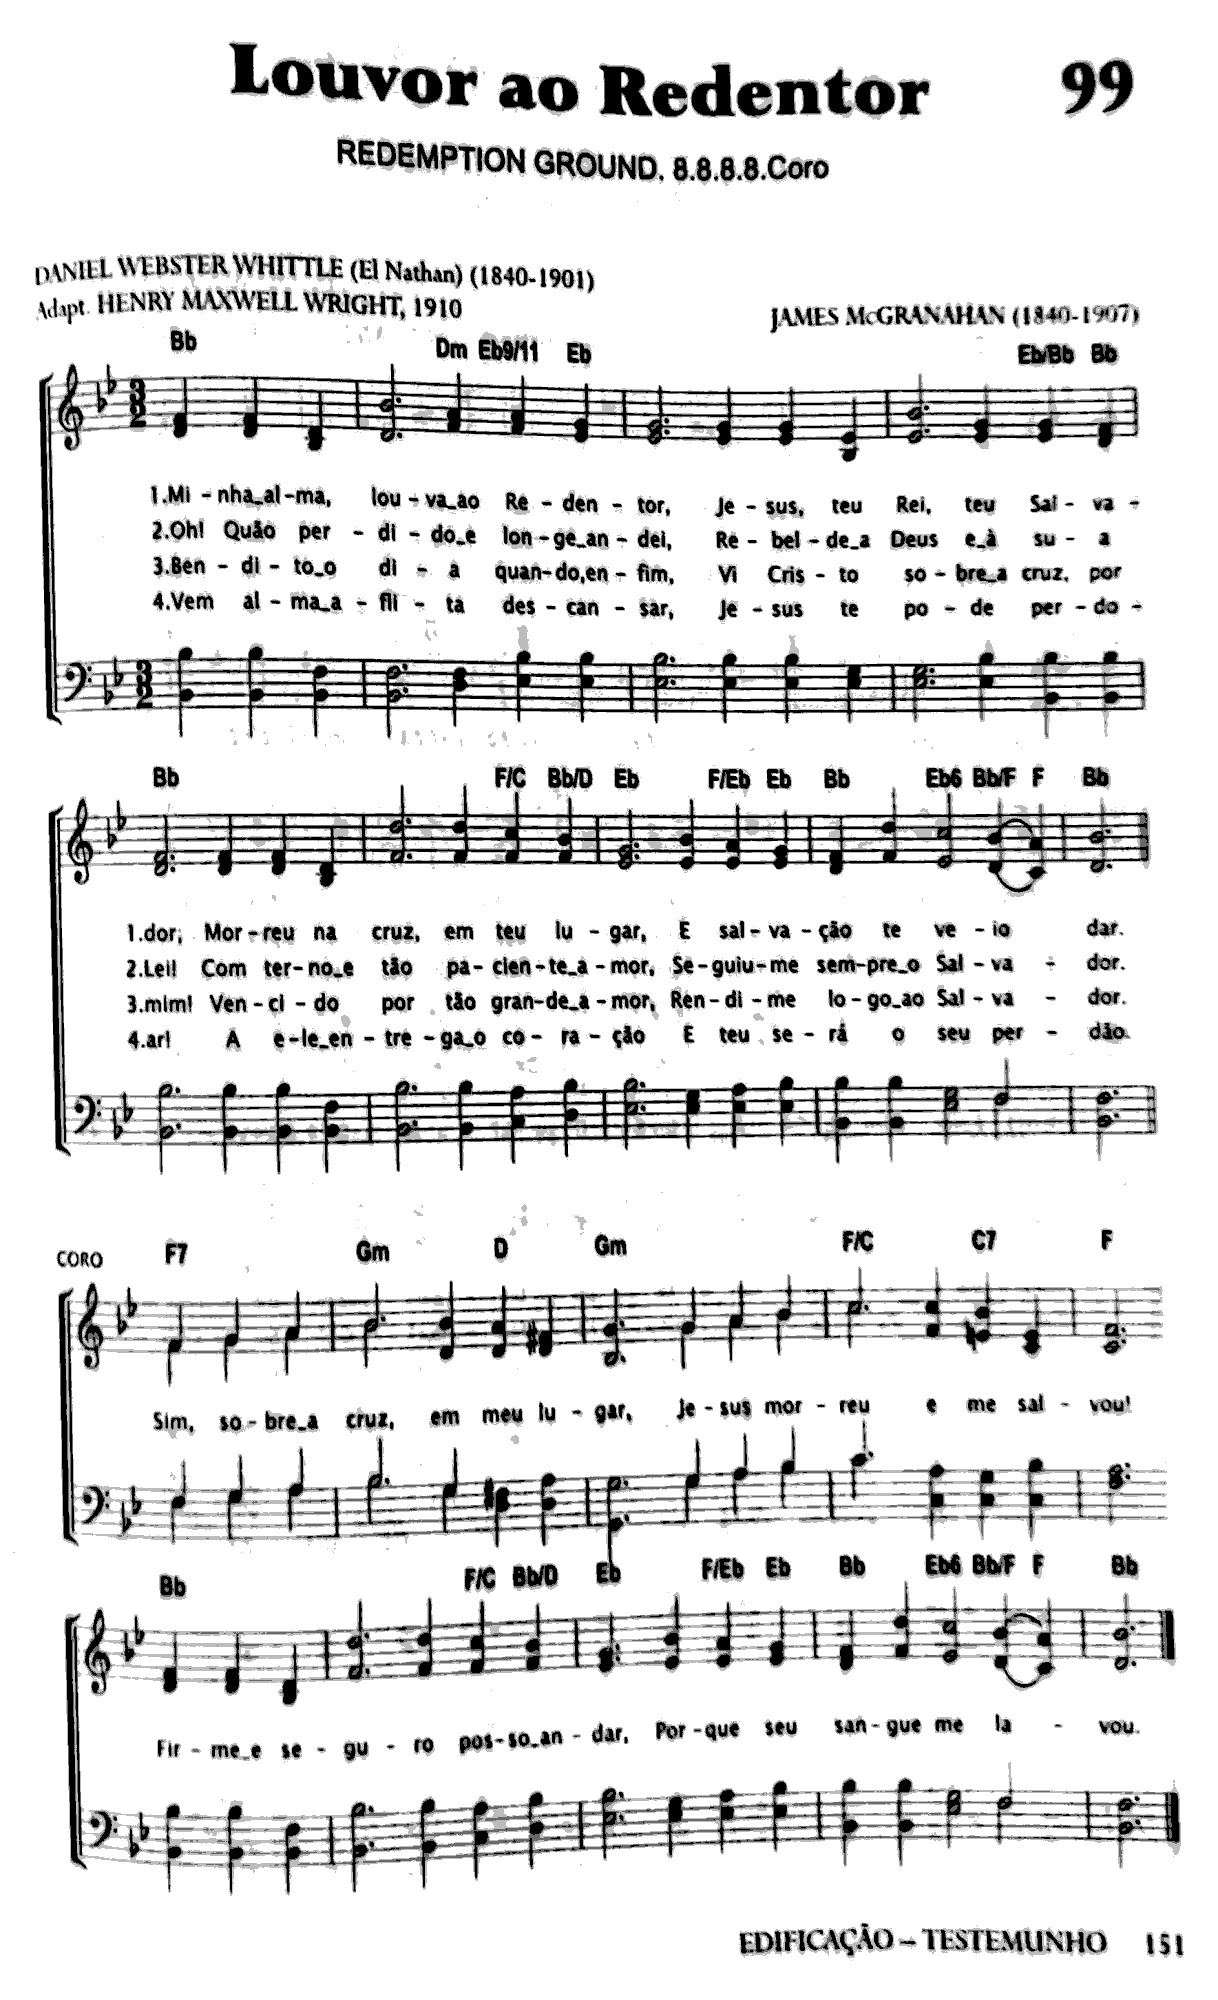 Louvor ao Redentor 99
REDEMPTION GROUND. 8.8.8.8.Coro
DANIEL WEBSTER WHITTLE (El Nathan) (1840-1901)
Adapt. HENRY MAXWELL WRIGHT, 1910
JAMES McGRANAHAN (1840-1907)
Bb Dm Eb9/11 Eb Eb/Bb Bb
1.Mi - nha_al-ma, lou - va_ao Re - den - tor, Je - sus, teu Rei, teu Sal - va -
2.Oh! Quão per - di - do_e lon - ge_an - dei, Re - bel - de_a Deus e_à su - a
3.Ben - di - to_o di - a quan-do,en - fim, Vi Cris - to so - bre_a cruz, por
4.Vem al - ma_a - fli - ta des - can - sar, Je - sus te po - de per - do -
Bb F/C Bb/D Eb F/Eb Eb Bb Eb6 Bb/F F Bb
1.dor; Mor-reu na cruz, em teu lu - gar, E sal - va - ção te ve - io dar.
2.Lei! Com ter-no_e tão pa - cien - te_a - mor, Se-guiu-me sem-pre_o Sal - va - dor.
3.mim! Ven - ci - do por tão gran-de_a - mor, Ren - di - me lo - go_ao Sal - va - dor.
4.ar! A e-le_en - tre - ga_o co - ra - ção E teu se - rá o seu per - dão.
CORO F7 Gm D Gm F/C C7 F
Sim, so - bre_a cruz, em meu lu - gar, Je - sus mor - reu e me sal - vou!
Bb F/C Bb/D Eb F/Eb Eb Bb Eb6 Bb/F F Bb
Fir - me_e se - gu - ro pos-so_an - dar, Por-que seu san - gue me la - vou.
EDIFICAÇÃO – TESTEMUNHO 151